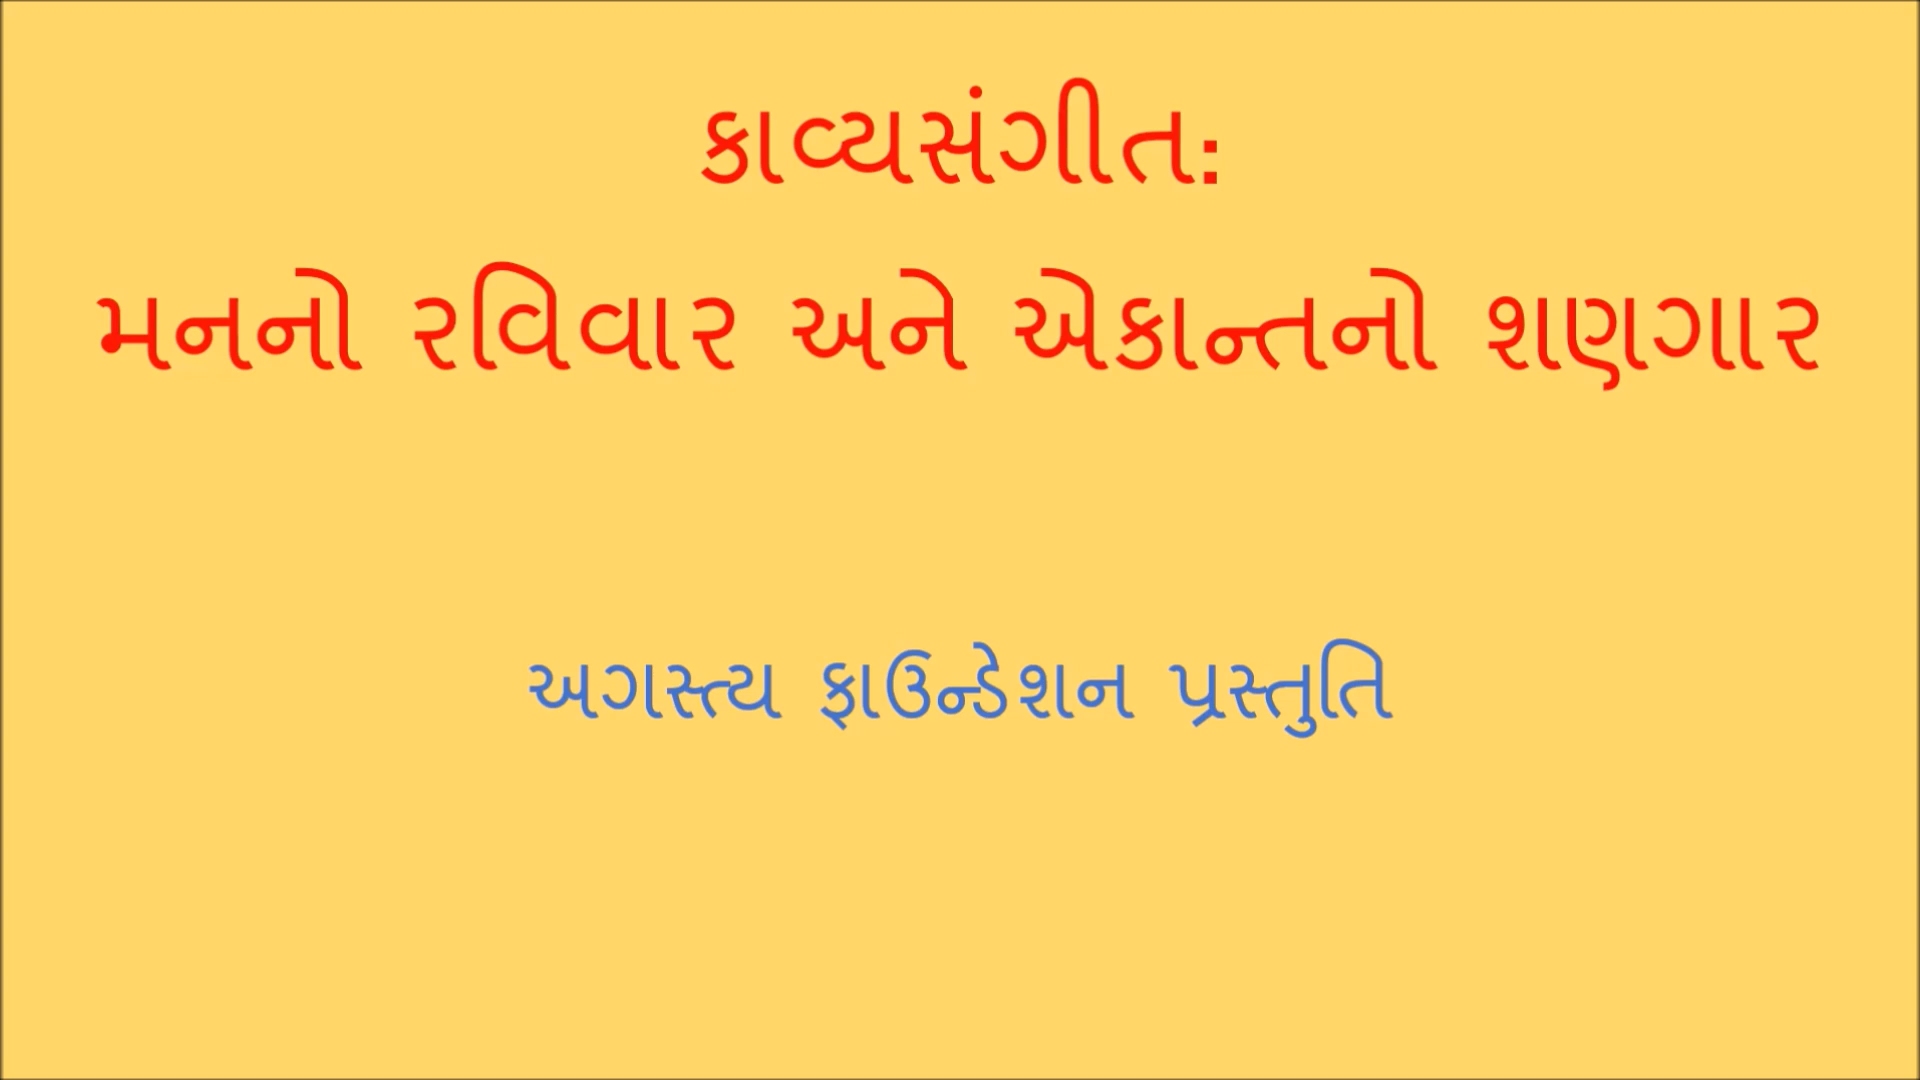 કાવ્યસંગીત:
મનનો રવિવાર અને એકાન્તનો શણગાર
અગસ્ત્ય ફાઉન્ડેશન પ્રસ્તુતિ